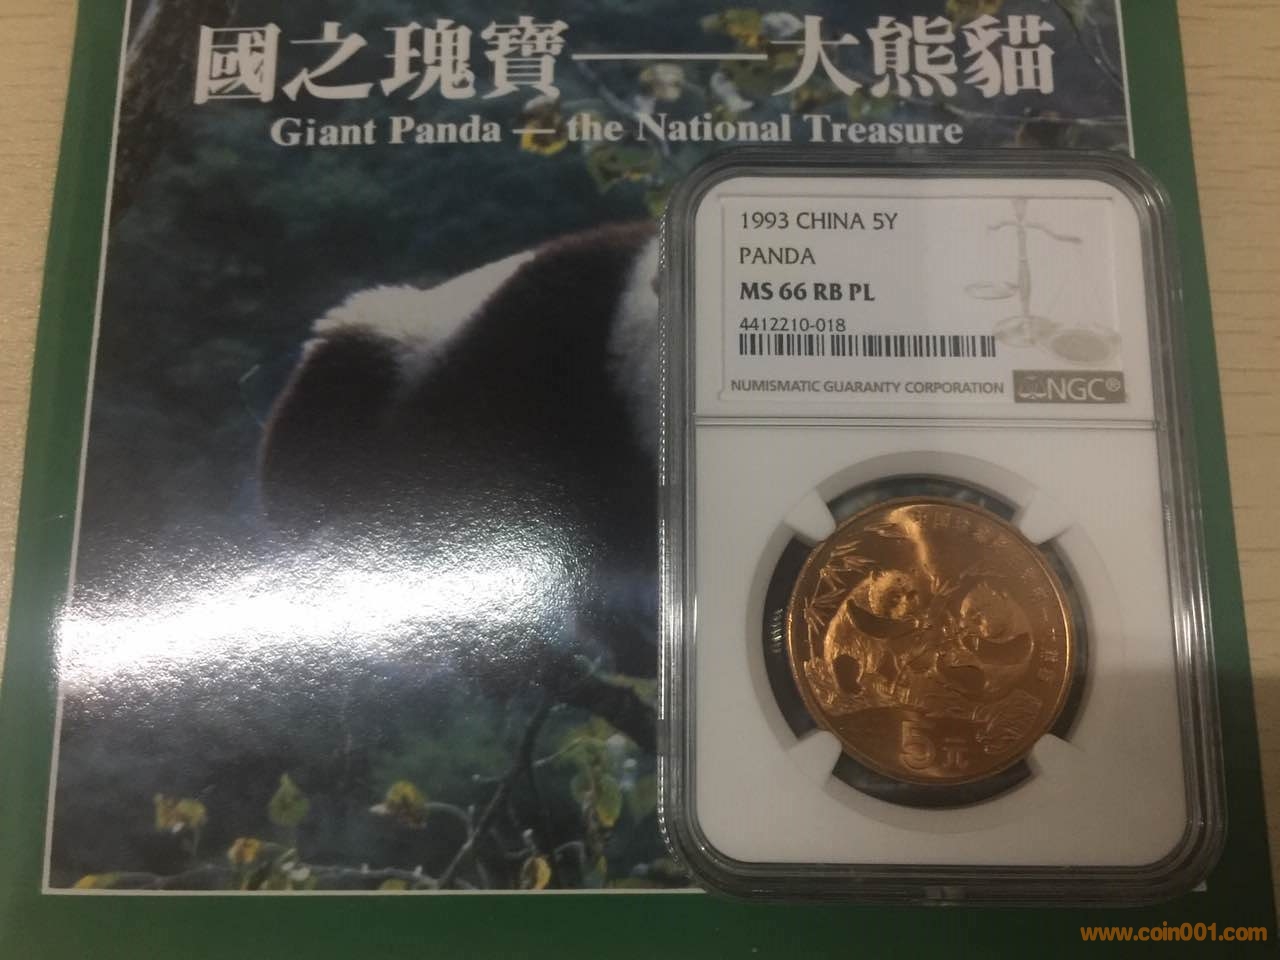 國之瑰寶——大熊貓
Giant Panda — the National Treasure
1993 CHINA 5Y
PANDA
MS 66 RB PL
4412210-018
NUMISMATIC GUARANTY CORPORATION
NGC®
5元
www.coin001.com